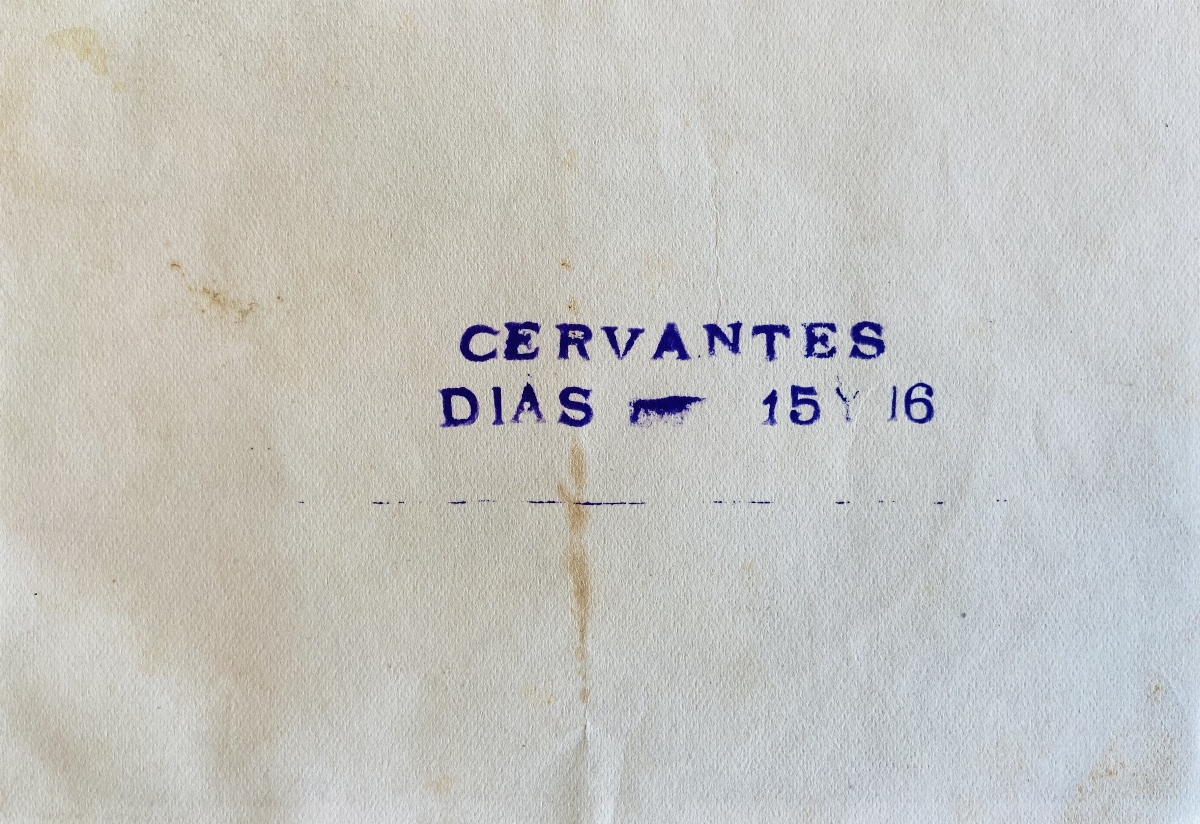 CERVANTES
DIAS - 15 Y 16